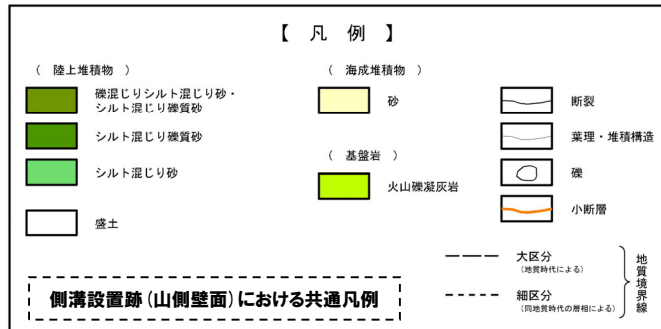 【 凡 例 】
( 陸上堆積物 )
礫混じりシルト混じり砂・
シルト混じり礫質砂
シルト混じり礫質砂
シルト混じり砂
盛土
( 海成堆積物 )
砂
( 基盤岩 )
火山礫凝灰岩
断裂
葉理・堆積構造
礫
小断層
大区分
(地質時代による)
細区分
(同地質時代の層相による)
地質境界線
側溝設置跡(山側壁面)における共通凡例